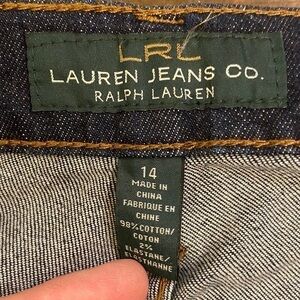 LRL
LAUREN JEANS CO.
RALPH LAUREN
14
MADE IN
CHINA
FABRIQUE EN
CHINE
98% COTTON/
COTON
2%
ELASTANE/
ELASTHANNE